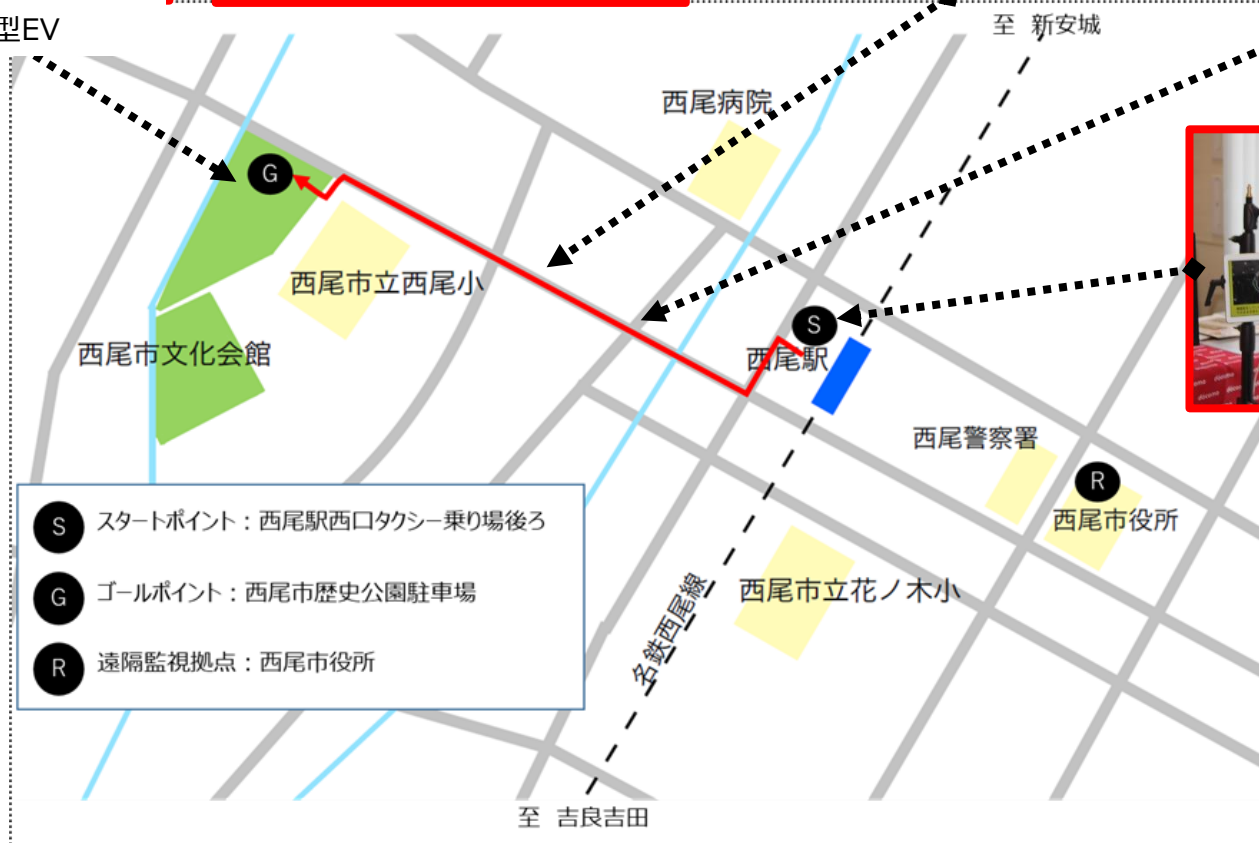 型EV
至 新安城
西尾病院
G
西尾市立西尾小
S
西尾駅
西尾市文化会館
西尾警察署
R
西尾市役所
S スタートポイント：西尾駅西口タクシー乗り場後ろ
G ゴールポイント：西尾市歴史公園駐車場
R 遠隔監視拠点：西尾市役所
西尾市立花ノ木小
名鉄西尾線
至 吉良吉田